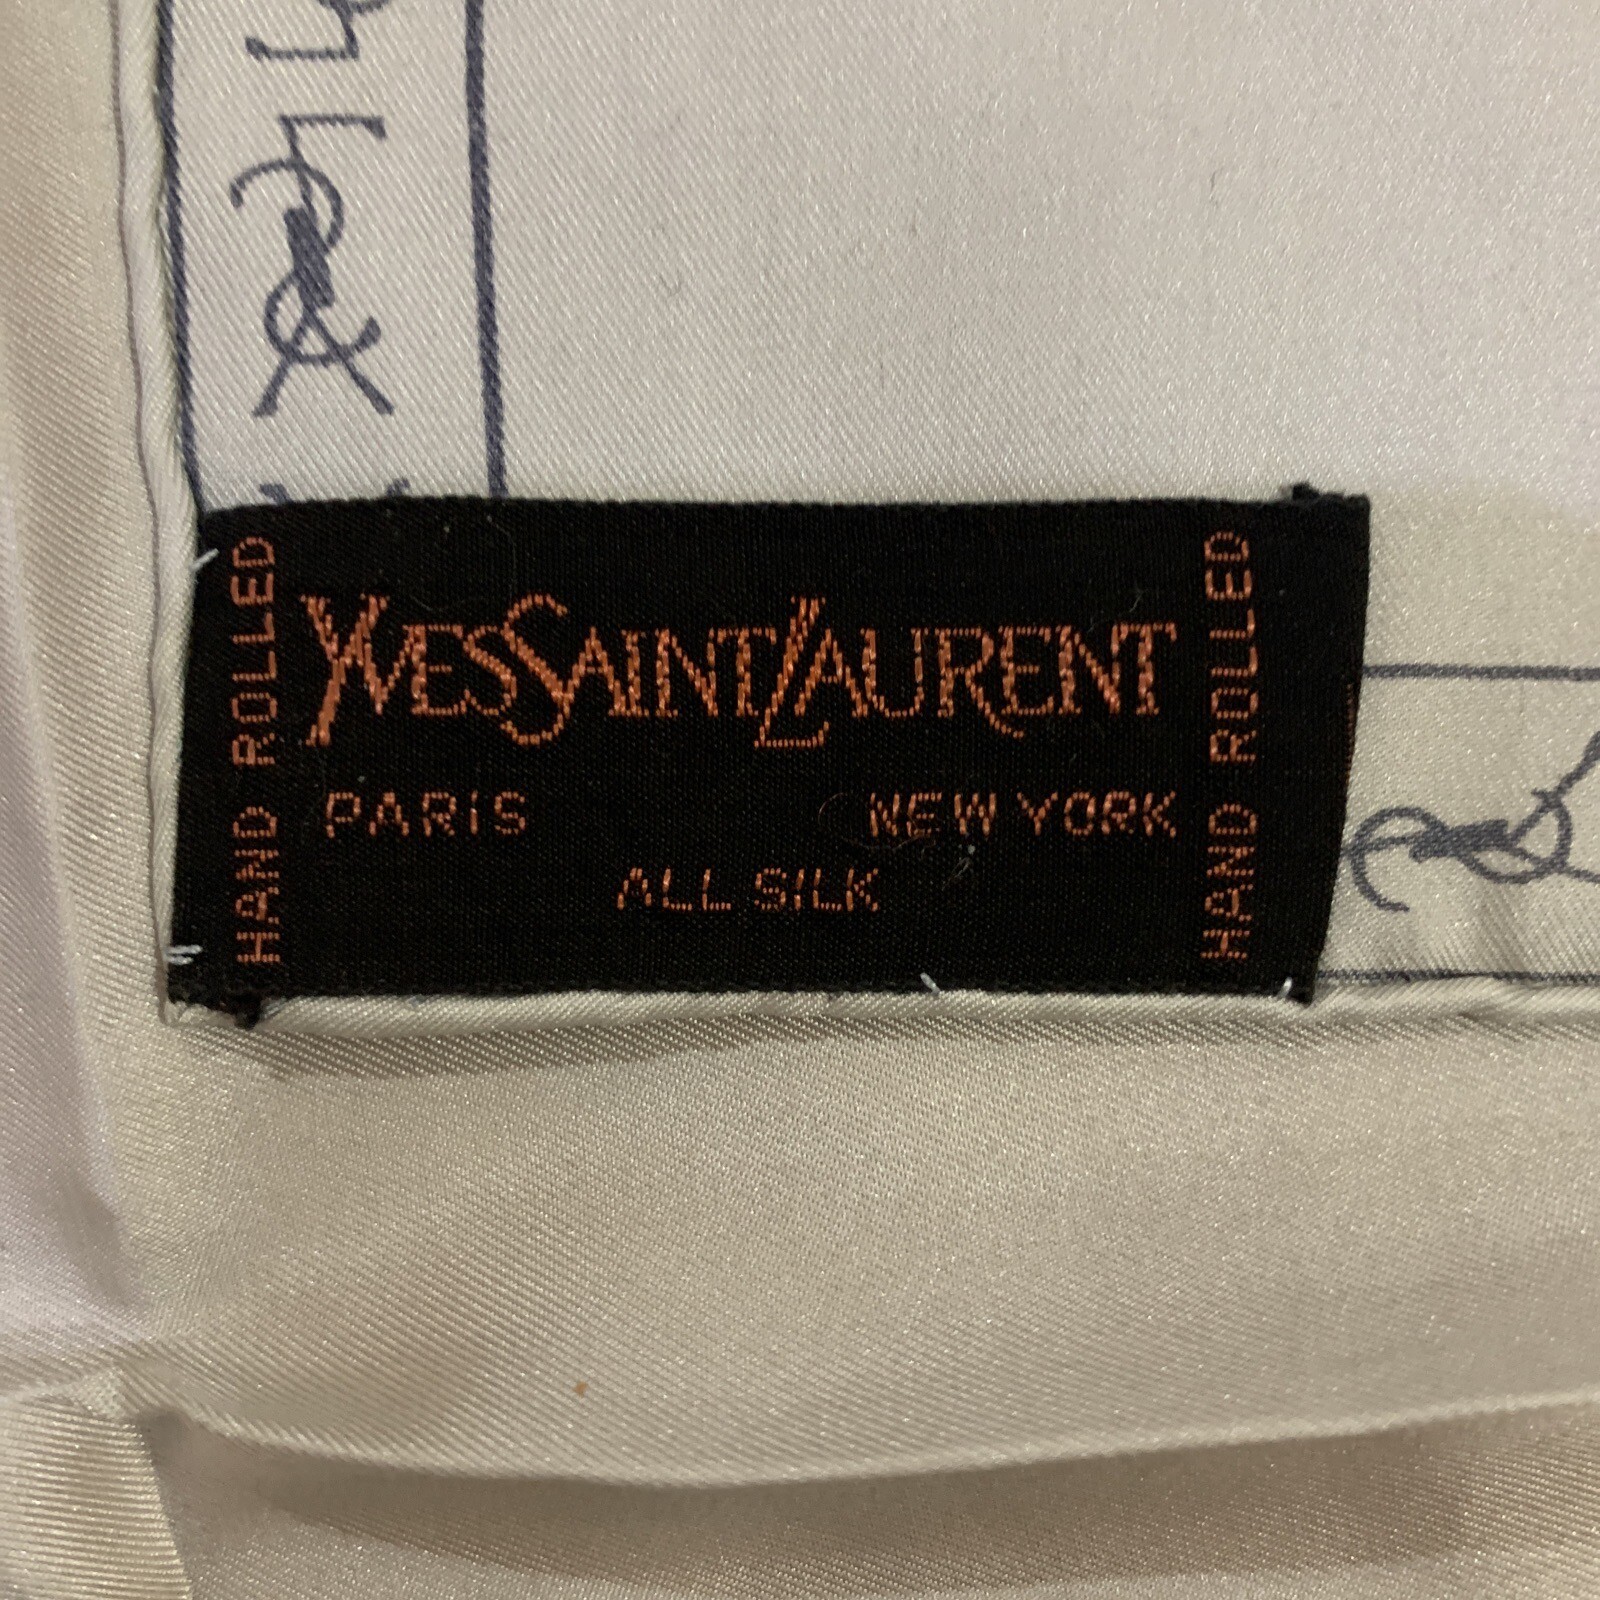 HAND ROLLED
YVESSAINTLAURENT
PARIS NEW YORK
ALL SILK
HAND ROLLED